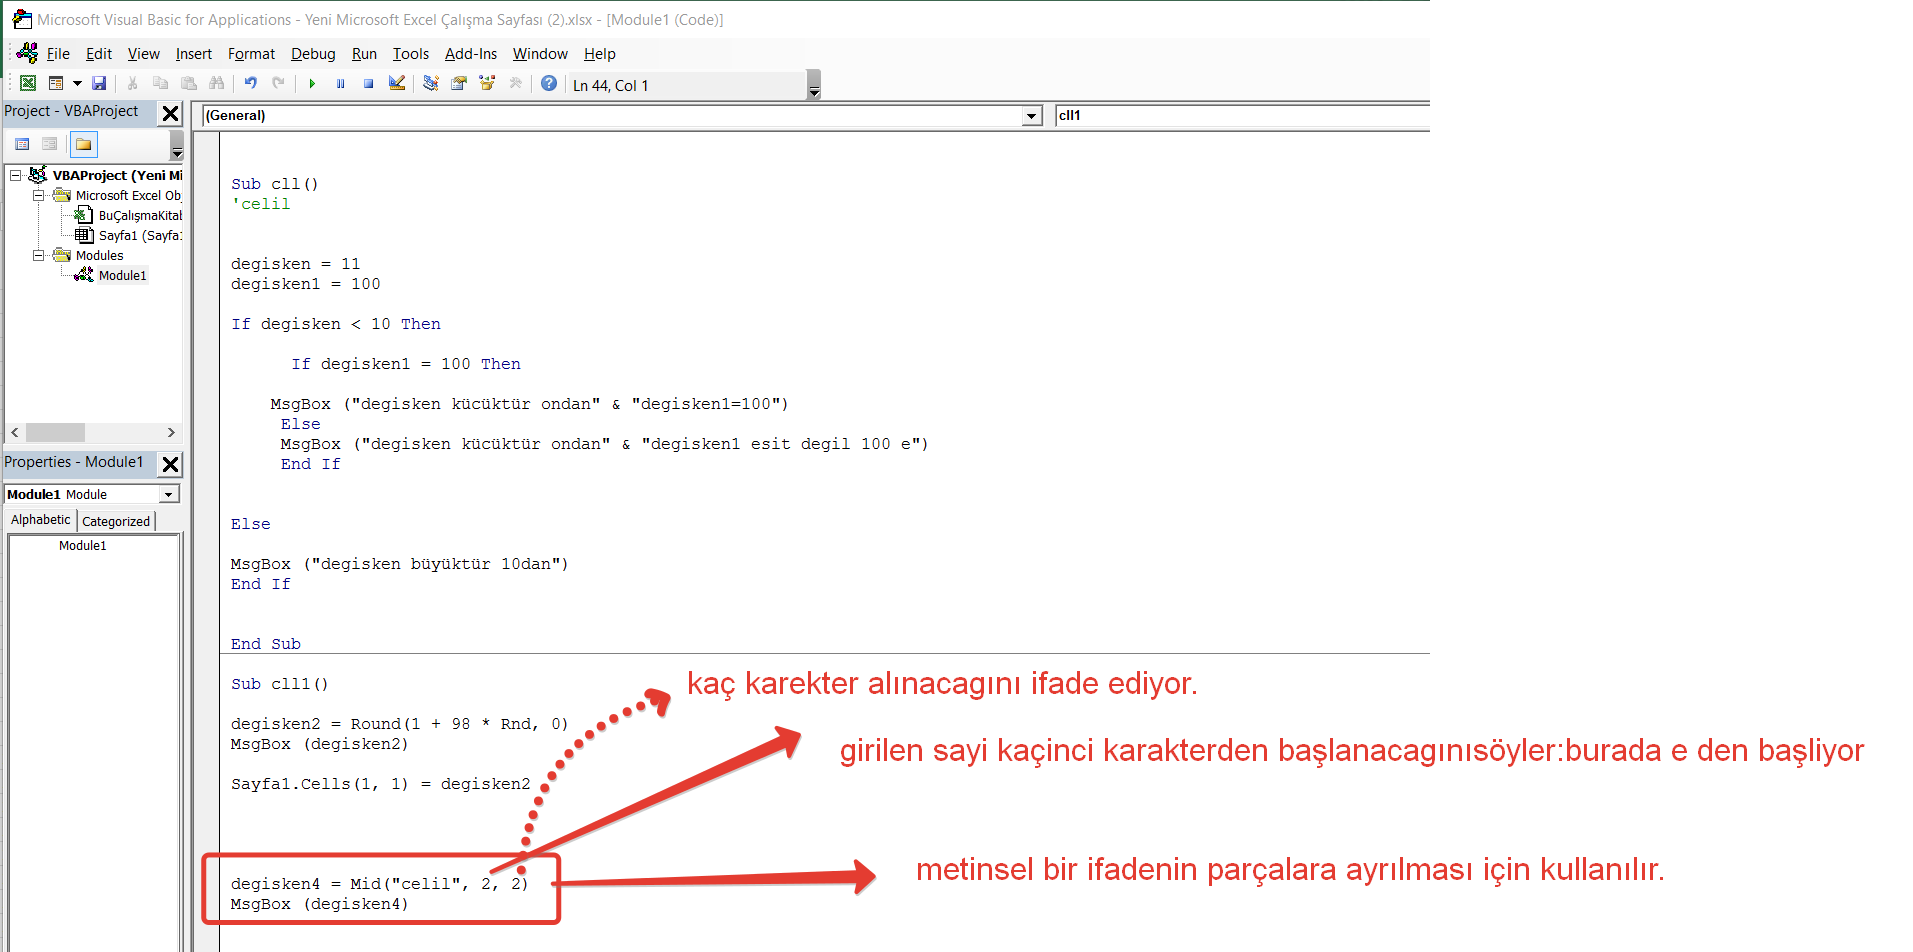 Microsoft Visual Basic for Applications - Yeni Microsoft Excel Çalışma Sayfası (2).xlsx - [Module1 (Code)]
File Edit View Insert Format Debug Run Tools Add-Ins Window Help
Ln 44, Col 1
Project - VBAProject
VBAProject (Yeni Mi
Microsoft Excel Ob
BuÇalışmaKital
Sayfa1 (Sayfa1
Modules
Module1
Properties - Module1
Module1 Module
Alphabetic Categorized
Module1
(General) cll1
Sub cll()
'celil
degisken = 11
degisken1 = 100
If degisken < 10 Then
If degisken1 = 100 Then
MsgBox ("degisken kücüktür ondan" & "degisken1=100")
Else
MsgBox ("degisken kücüktür ondan" & "degisken1 esit degil 100 e")
End If
Else
MsgBox ("degisken büyüktür 10dan")
End If
End Sub
Sub cll1()
degisken2 = Round(1 + 98 * Rnd, 0)
MsgBox (degisken2)
Sayfa1.Cells(1, 1) = degisken2
degisken4 = Mid("celil", 2, 2)
MsgBox (degisken4)
kaç karekter alınacagını ifade ediyor.
girilen sayi kaçinci karakterden başlanacagınısöyler:burada e den başliyor
metinsel bir ifadenin parçalara ayrılması için kullanılır.